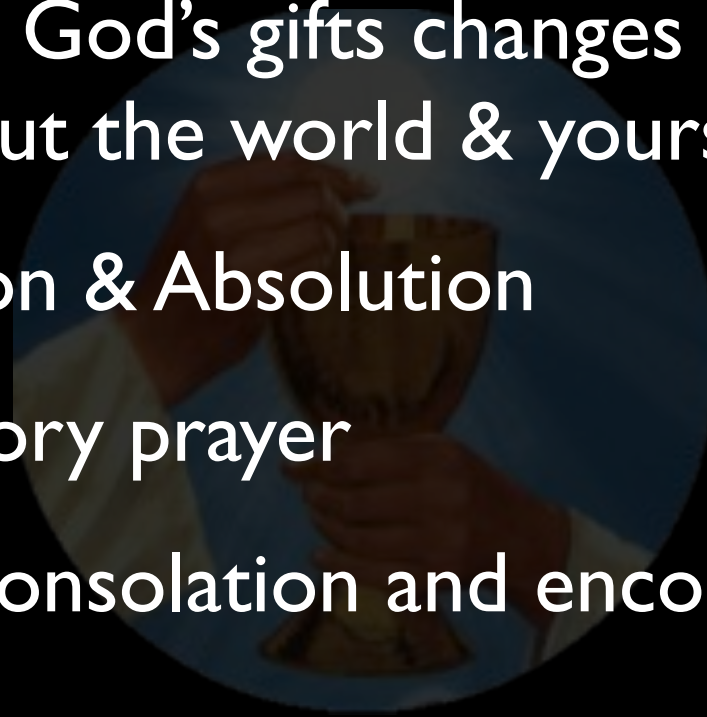 God’s gifts changes
ut the world & yours
on & Absolution
ory prayer
onsolation and enco